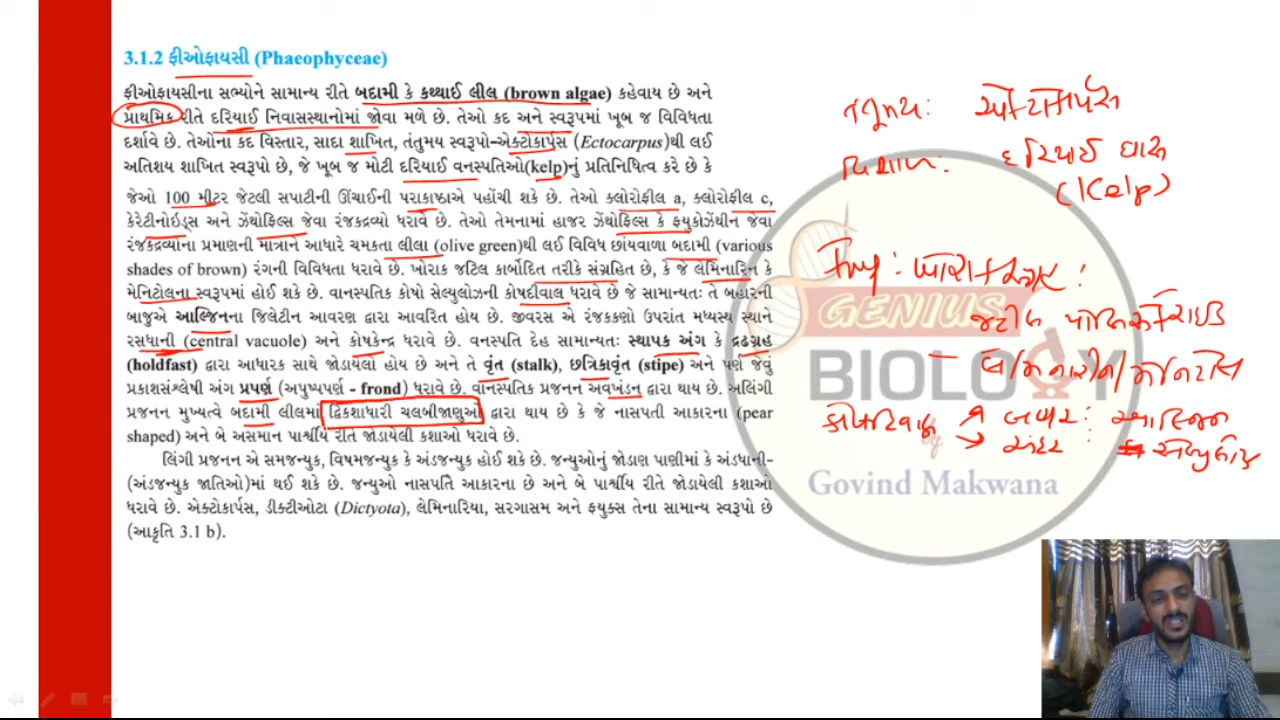 3.1.2 ફીઓફાયસી (Phaeophyceae)
ફીઓફાયસીના સભ્યોને સામાન્ય રીતે બદામી કે કથ્થાઈ લીલ (brown algae) કહેવાય છે અને
પ્રાથમિક રીતે દરિયાઈ નિવાસસ્થાનોમાં જોવા મળે છે. તેઓ કદ અને સ્વરૂપમાં ખૂબ જ વિવિધતા
દર્શાવે છે. તેઓના કદ વિસ્તાર, સાદા શાખિત, તંતુમય સ્વરૂપો-એક્ટોકાર્પસ (Ectocarpus)થી લઈ
અતિશય શાખિત સ્વરૂપો છે, જે ખૂબ જ મોટી દરિયાઈ વનસ્પતિઓ (kelp)નું પ્રતિનિધિત્વ કરે છે કે
જેઓ 100 મીટર જેટલી સપાટીની ઊંચાઈની પરાકાષ્ઠાએ પહોંચી શકે છે. તેઓ ક્લોરોફીલ a, ક્લોરોફીલ c,
કેરેટીનોઇડ્સ અને ઝેંથોફિલ્સ જેવા રંજકદ્રવ્યો ધરાવે છે. તેઓ તેમનામાં હાજર ઝેંથોફિલ્સ કે ફયુકોઝેંથીન જેવા
રંજકદ્રવ્યોના પ્રમાણની માત્રાને આધારે ચમકતા લીલા (olive green)થી લઈ વિવિધ છાંયવાળા બદામી (various
shades of brown) રંગની વિવિધતા ધરાવે છે. ખોરાક જટિલ કાર્બોદિત તરીકે સંગ્રહિત છે, કે જે લેમિનારિન કે
મેનિટોલના સ્વરૂપમાં હોઈ શકે છે. વાનસ્પતિક કોષો સેલ્યુલોઝની કોષદીવાલ ધરાવે છે જે સામાન્યતઃ તે બહારની
બાજુએ આલ્જિનના જિલેટીન આવરણ દ્વારા આવરિત હોય છે. જીવરસ એ રંજકકણો ઉપરાંત મધ્યસ્થ સ્થાને
રસધાની (central vacuole) અને કોષકેન્દ્ર ધરાવે છે. વનસ્પતિ દેહ સામાન્યતઃ સ્થાપક અંગ કે દ્રઢગ્રહ
(holdfast) દ્વારા આધારક સાથે જોડાયેલો હોય છે અને તે વૃંત (stalk), છત્રિકાવૃંત (stipe) અને પર્ણ જેવું
પ્રકાશસંશ્લેષી અંગ પ્રપર્ણ (અપુષ્પપર્ણ - frond) ધરાવે છે. વાનસ્પતિક પ્રજનન અવખંડન દ્વારા થાય છે. અલિંગી
પ્રજનન મુખ્યત્વે બદામી લીલમાં દ્વિકશાધારી ચલબીજાણુઓ દ્વારા થાય છે કે જે નાસપતી આકારના (pear
shaped) અને બે અસમાન પાર્શ્વીય રીતે જોડાયેલી કશાઓ ધરાવે છે.
લિંગી પ્રજનન એ સમજન્યુક, વિષમજન્યુક કે અંડજન્યુક હોઈ શકે છે. જન્યુઓનું જોડાણ પાણીમાં કે અંડધાની-
(અંડજન્યુક જાતિઓ)માં થઈ શકે છે. જન્યુઓ નાસપતિ આકારના છે અને બે પાર્શ્વીય રીતે જોડાયેલી કશાઓ
ધરાવે છે. એક્ટોકાર્પસ, ડીક્ટીઓટા (Dictyota), લેમિનારિયા, સરગાસમ અને ફયુક્સ તેના સામાન્ય સ્વરૂપો છે
(આકૃતિ 3.1 b).
તંતુમય: એક્ટોકાર્પસ
વિશાળ: દરિયાઈ ઘાસ
(Kelp)
ખોરાક સંગ્રહ:
જટીલ પોલિસેકેરાઇડ
- લેમિનારીન / મેનિટોલ
કોષદિવાલ બહાર: આલ્જિન
અંદર: સેલ્યુલોઝ
GENIUS
BIOLOGY
by
Govind Makwana